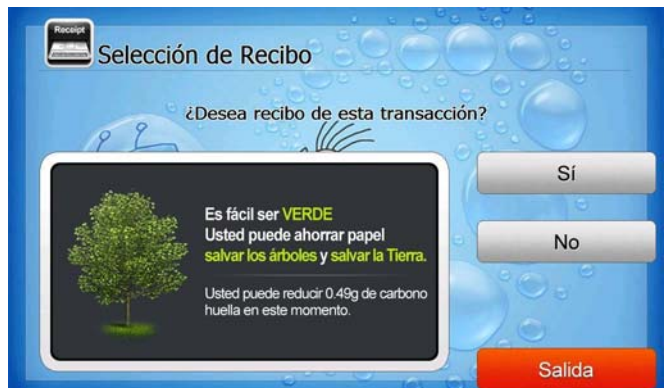 Receipt
Selección de Recibo
¿Desea recibo de esta transacción?
Es fácil ser VERDE
Usted puede ahorrar papel
salvar los árboles y salvar la Tierra.
Usted puede reducir 0.49g de carbono
huella en este momento.
Sí
No
Salida